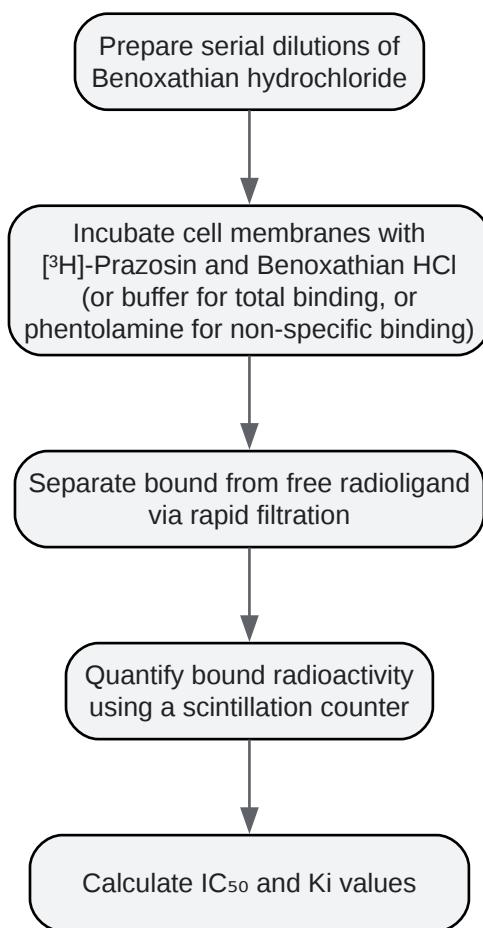 Prepare serial dilutions of
Benoxathian hydrochloride
Incubate cell membranes with
[³H]-Prazosin and Benoxathian HCl
(or buffer for total binding, or
phentolamine for non-specific binding)
Separate bound from free radioligand
via rapid filtration
Quantify bound radioactivity
using a scintillation counter
Calculate IC₅₀ and Ki values